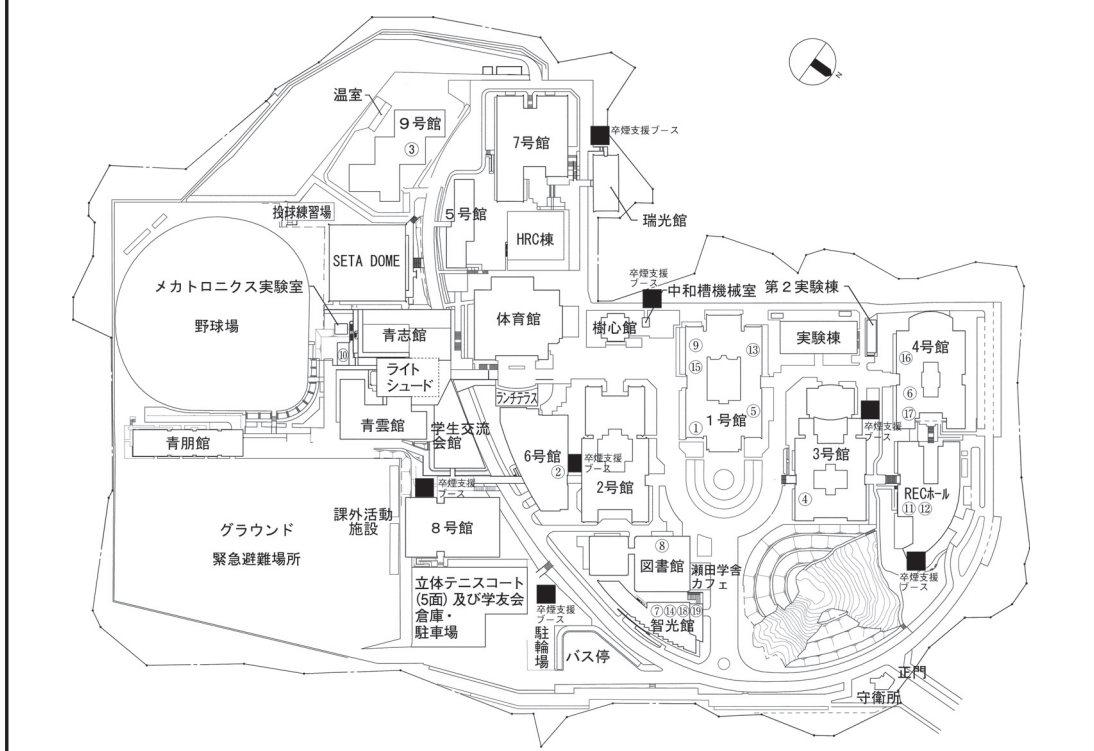 N
温室
9号館
③
7号館
卒煙支援ブース
投球練習場
5号館
瑞光館
HRC棟
SETA DOME
卒煙支援
ブース
中和槽機械室
第2実験棟
メカトロニクス実験室
野球場
⑩
青志館
体育館
樹心館
⑨
⑬
⑮
実験棟
4号館
⑯
ライト
シュード
ランチテラス
⑥
⑤
1号館
①
⑰
卒煙支援
ブース
青朋館
青雲館
学生交流
会館
6号館
②
卒煙支援
ブース
2号館
3号館
④
RECホール
⑪ ⑫
卒煙支援
ブース
課外活動
施設
8号館
グラウンド
緊急避難場所
⑧
図書館
瀬田学舎
カフェ
卒煙支援
ブース
立体テニスコート
(5面) 及び学友会
倉庫・
駐車場
卒煙支援
ブース
⑦ ⑭ ⑱ ⑲
智光館
駐輪場
バス停
正門
守衛所